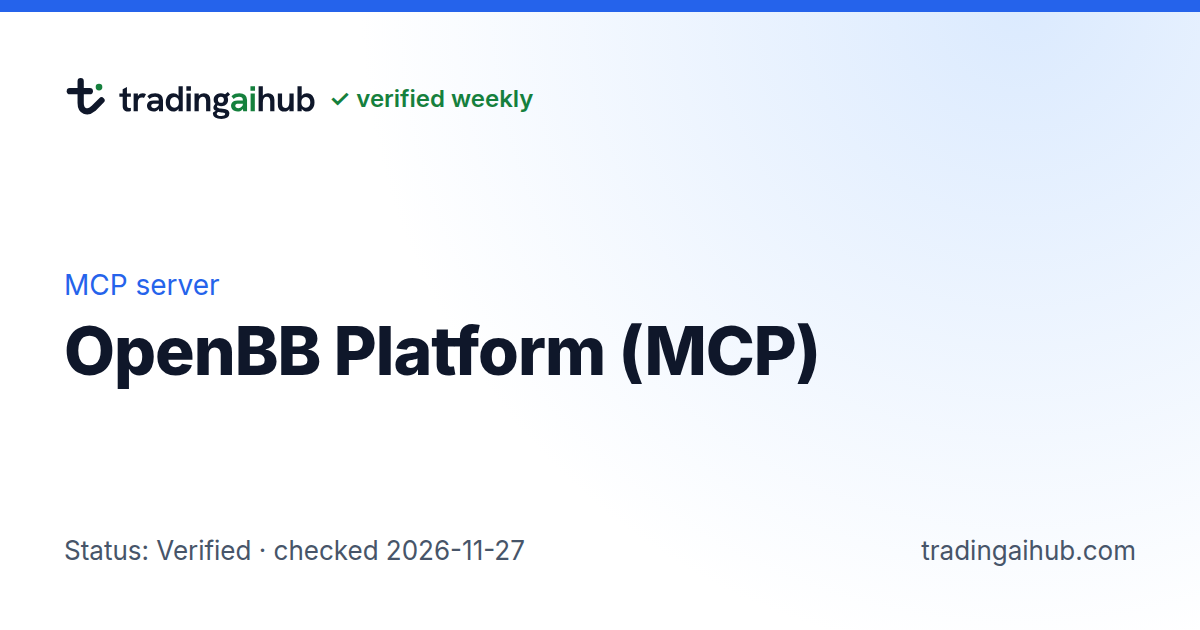 tradingaihub ✓ verified weekly
MCP server
OpenBB Platform (MCP)
Status: Verified · checked 2026-11-27
tradingaihub.com